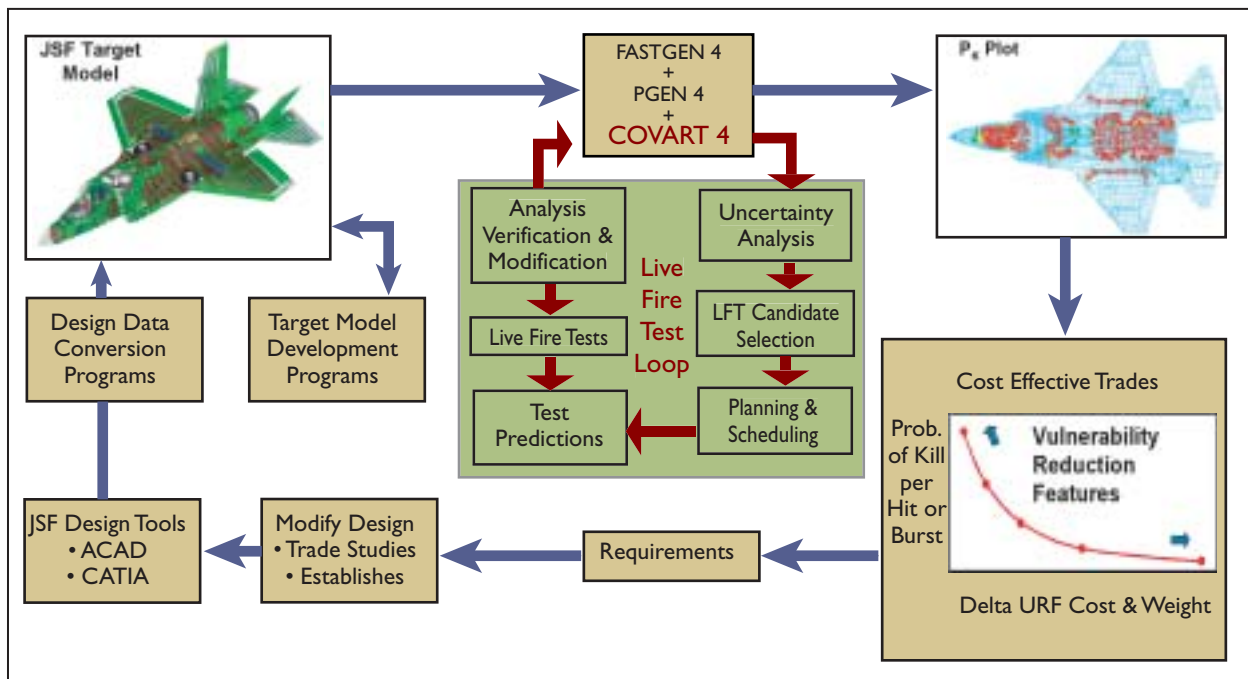 JSF Target
Model
FASTGEN 4
+
PGEN 4
+
COVART 4
Pk Plot
Analysis
Verification &
Modification
Uncertainty
Analysis
Live
Fire
Test
Loop
Live Fire Tests
LFT Candidate
Selection
Test
Predictions
Planning &
Scheduling
Design Data
Conversion
Programs
Target Model
Development
Programs
Cost Effective Trades
Prob.
of Kill
per
Hit or
Burst
Vulnerability
Reduction
Features
Delta URF Cost & Weight
JSF Design Tools
• ACAD
• CATIA
Modify Design
• Trade Studies
• Establishes
Requirements